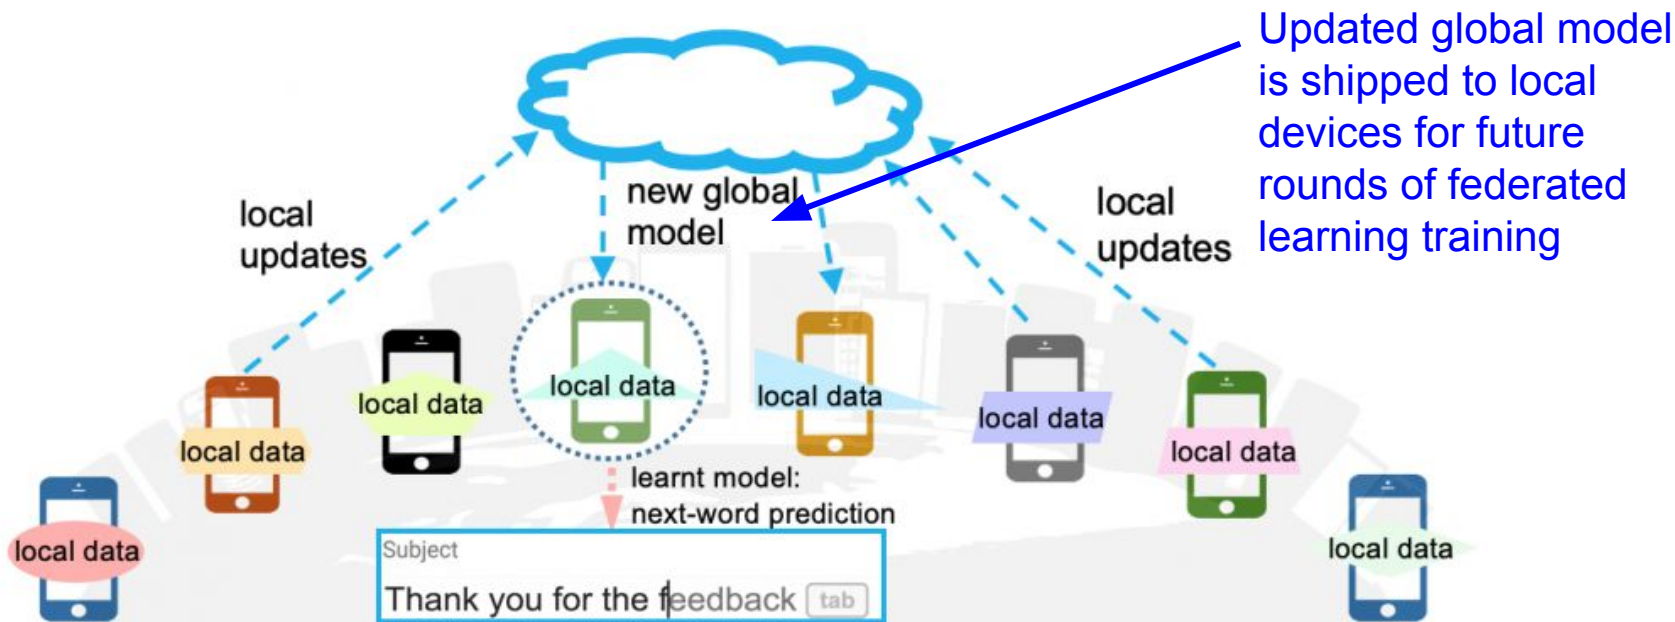 Updated global model
is shipped to local
devices for future
rounds of federated
learning training
new global
model
local
updates
local
updates
local data
local data
local data
local data
local data
local data
local data
local data
learnt model:
next-word prediction
Subject
Thank you for the feedback tab